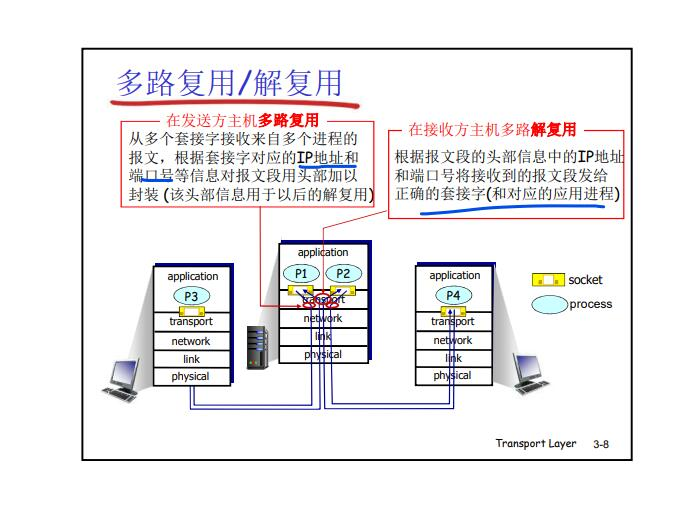 多路复用/解复用
在发送方主机多路复用
从多个套接字接收来自多个进程的
报文，根据套接字对应的IP地址和
端口号等信息对报文段用头部加以
封装 (该头部信息用于以后的解复用)
在接收方主机多路解复用
根据报文段的头部信息中的IP地址
和端口号将接收到的报文段发给
正确的套接字(和对应的应用进程)
application
P3
transport
network
link
physical
application
P1
P2
transport
network
link
physical
application
P4
transport
network
link
physical
socket
process
Transport Layer 3-8